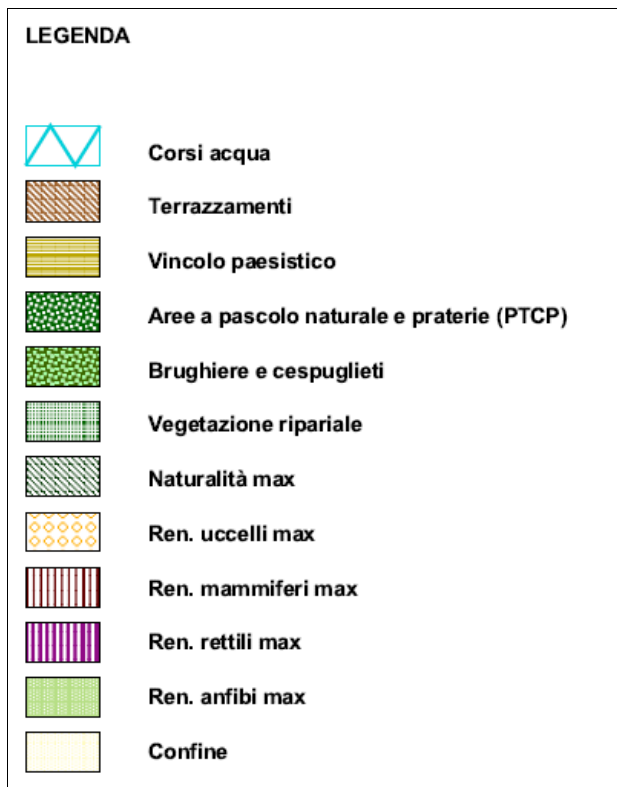 LEGENDA
Corsi acqua
Terrazzamenti
Vincolo paesistico
Aree a pascolo naturale e praterie (PTCP)
Brughiere e cespuglieti
Vegetazione ripariale
Naturalità max
Ren. uccelli max
Ren. mammiferi max
Ren. rettili max
Ren. anfibi max
Confine